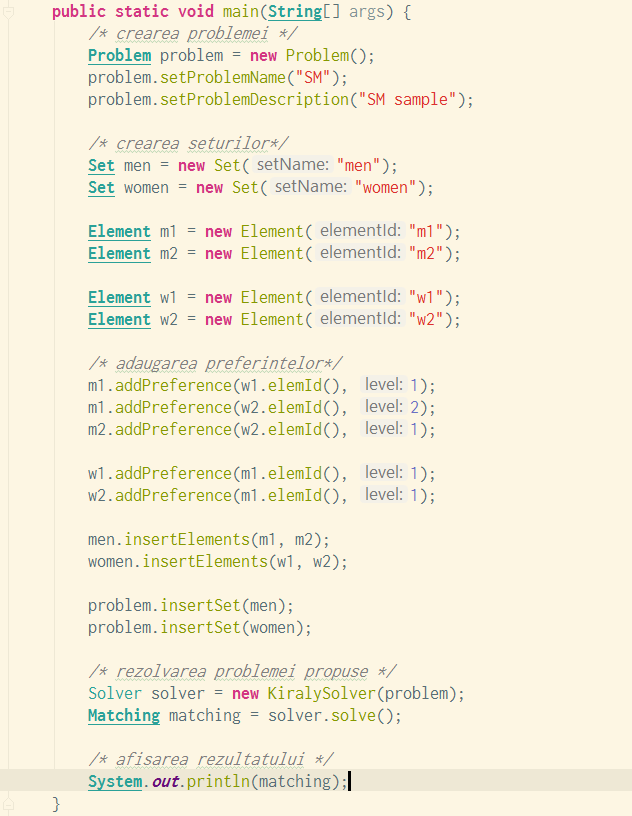 public static void main(String[] args) {
/* crearea problemei */
Problem problem = new Problem();
problem.setProblemName("SM");
problem.setProblemDescription("SM sample");
/* crearea seturilor*/
Set men = new Set( setName: "men");
Set women = new Set( setName: "women");
Element m1 = new Element( elementId: "m1");
Element m2 = new Element( elementId: "m2");
Element w1 = new Element( elementId: "w1");
Element w2 = new Element( elementId: "w2");
/* adaugarea preferintelor*/
m1.addPreference(w1.elemId(), level: 1);
m1.addPreference(w2.elemId(), level: 2);
m2.addPreference(w2.elemId(), level: 1);
w1.addPreference(m1.elemId(), level: 1);
w2.addPreference(m1.elemId(), level: 1);
men.insertElements(m1, m2);
women.insertElements(w1, w2);
problem.insertSet(men);
problem.insertSet(women);
/* rezolvarea problemei propuse */
Solver solver = new KiralySolver(problem);
Matching matching = solver.solve();
/* afisarea rezultatului */
System.out.println(matching);
}